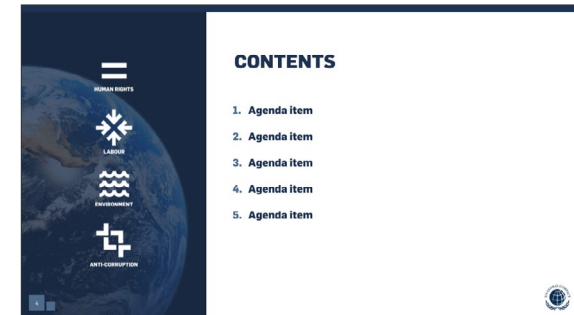 HUMAN RIGHTS
LABOUR
ENVIRONMENT
ANTI-CORRUPTION
CONTENTS
1. Agenda item
2. Agenda item
3. Agenda item
4. Agenda item
5. Agenda item